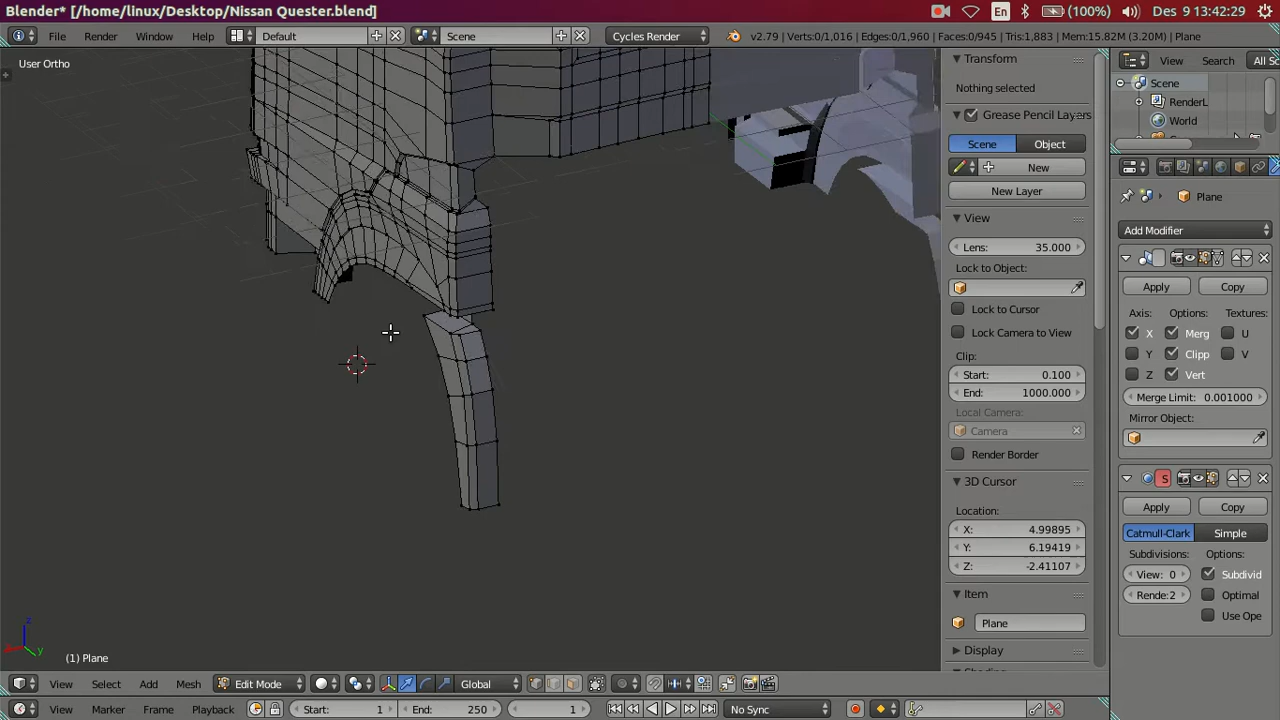 Blender* [/home/linux/Desktop/Nissan Quester.blend]
En
(100%)
Des 9 13:42:29
File
Render
Window
Help
Default
Scene
Cycles Render
v2.79 | Verts:0/1,016 | Edges:0/1,960 | Faces:0/945 | Tris:1,883 | Mem:15.82M (3.20M) | Plane
User Ortho
Transform
Nothing selected
Grease Pencil Layers
Scene
Object
New
New Layer
View
Lens:
35.000
Lock to Object:
Lock to Cursor
Lock Camera to View
Clip:
Start:
0.100
End:
1000.000
Local Camera:
Camera
Render Border
3D Cursor
Location:
X:
4.99895
Y:
6.19419
Z:
-2.41107
Item
Plane
Display
View
Search
All Sc
Scene
RenderL
World
Plane
Add Modifier
Apply
Copy
Axis:
Options:
Textures:
X
Merg
U
Y
Clipp
V
Z
Vert
Merge Limit:
0.001000
Mirror Object:
S
Apply
Copy
Catmull-Clark
Simple
Subdivisions:
Options:
View: 0
Subdivid
Rende:2
Optimal
Use Ope
z
y
(1) Plane
View
Select
Add
Mesh
Edit Mode
Global
View
Marker
Frame
Playback
Start:
1
End:
250
1
No Sync